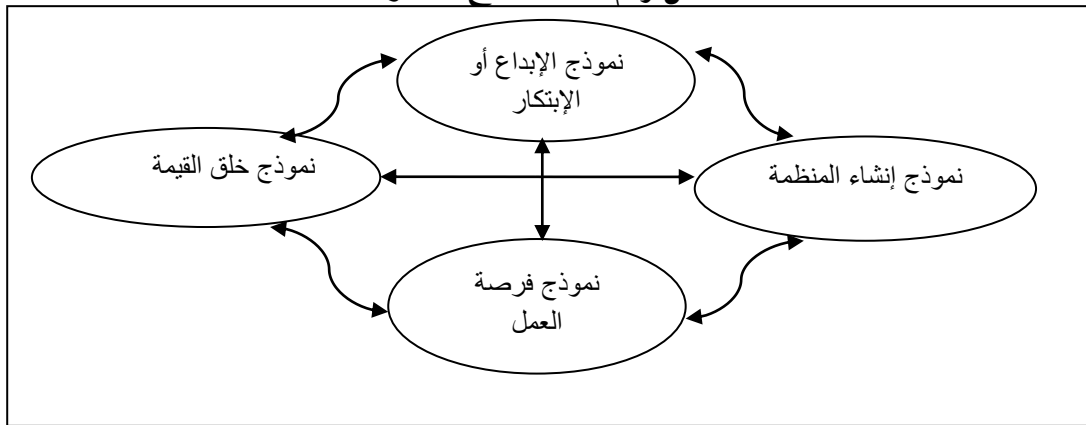 نموذج الإبداع أو
الإبتكار
نموذج إنشاء المنظمة
نموذج خلق القيمة
نموذج فرصة
العمل